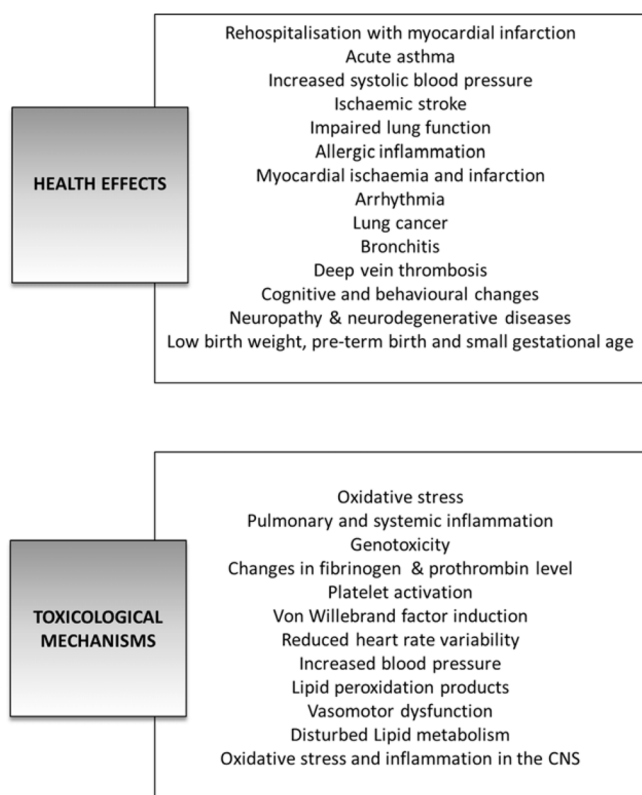 HEALTH EFFECTS
Rehospitalisation with myocardial infarction
Acute asthma
Increased systolic blood pressure
Ischaemic stroke
Impaired lung function
Allergic inflammation
Myocardial ischaemia and infarction
Arrhythmia
Lung cancer
Bronchitis
Deep vein thrombosis
Cognitive and behavioural changes
Neuropathy & neurodegenerative diseases
Low birth weight, pre-term birth and small gestational age
TOXICOLOGICAL
MECHANISMS
Oxidative stress
Pulmonary and systemic inflammation
Genotoxicity
Changes in fibrinogen & prothrombin level
Platelet activation
Von Willebrand factor induction
Reduced heart rate variability
Increased blood pressure
Lipid peroxidation products
Vasomotor dysfunction
Disturbed Lipid metabolism
Oxidative stress and inflammation in the CNS